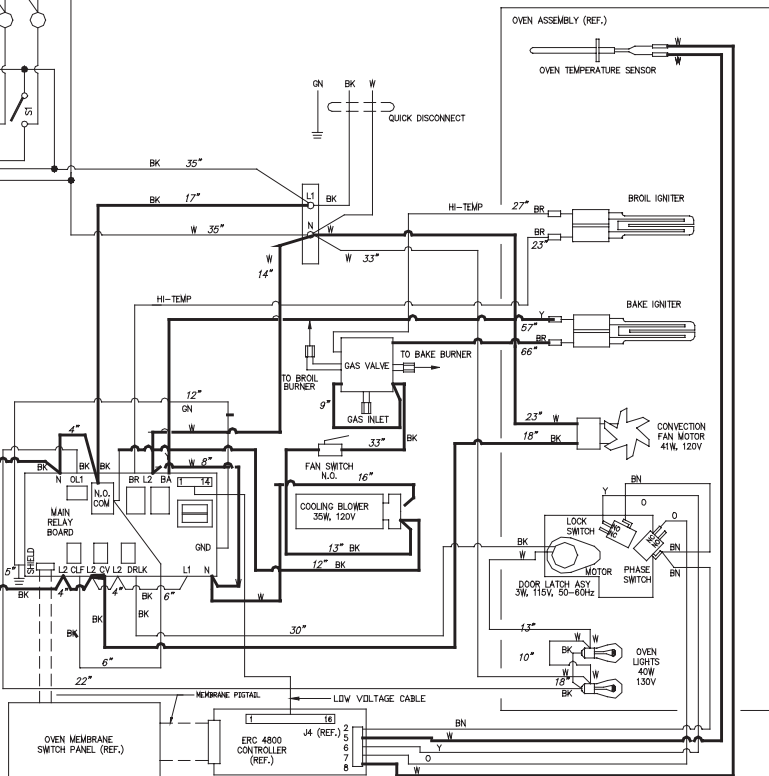 OVEN ASSEMBLY (REF.)
W
W
OVEN TEMPERATURE SENSOR
S1
GN BK W
QUICK DISCONNECT
BK 35"
BK 17"
L1
BK
HI-TEMP
27"
BR
BROIL IGNITER
W 35"
N
W
BR
23"
W 33"
W
14"
HI-TEMP
BAKE IGNITER
Y
57"
BR
66"
GAS VALVE
TO BAKE BURNER
TO BROIL
BURNER
12"
GN
9"
GAS INLET
23" W
18" BK
CONVECTION
FAN MOTOR
41W, 120V
4"
W
BK
33"
FAN SWITCH
N.O.
BK BK BK
W 8"
16"
N OL1
BR L2 BA
1 14
N.O.
COM
MAIN
RELAY
BOARD
COOLING BLOWER
35W, 120V
BN
Y
O
LOCK
SWITCH
NO
NC
O
NO
NC
GND
13" BK
BK
W
BN
MOTOR
BN
PHASE
SWITCH
DOOR LATCH ASY
3W, 115V, 50-60Hz
SHIELD
5"
12" BK
L2 CLF L2 CV L2 DRLK L1 N
BK 4" 4" BK 6"
W
BK
BK
30"
13"
W W
BK
10"
OVEN
LIGHTS
40W
130V
6"
22"
18" W
BK
MEMBRANE PIGTAIL
LOW VOLTAGE CABLE
1 16
J4 (REF.)
2
5
6
7
8
BN
W
Y
O
W
OVEN MEMBRANE
SWITCH PANEL (REF.)
ERC 4800
CONTROLLER
(REF.)